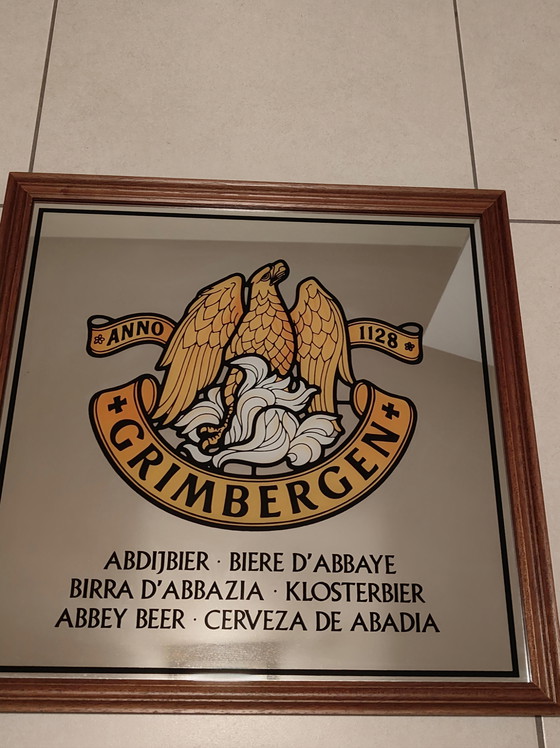 ANNO 1128
GRIMBERGEN
ABDIJBIER · BIERE D'ABBAYE
BIRRA D'ABBAZIA · KLOSTERBIER
ABBEY BEER · CERVEZA DE ABADIA